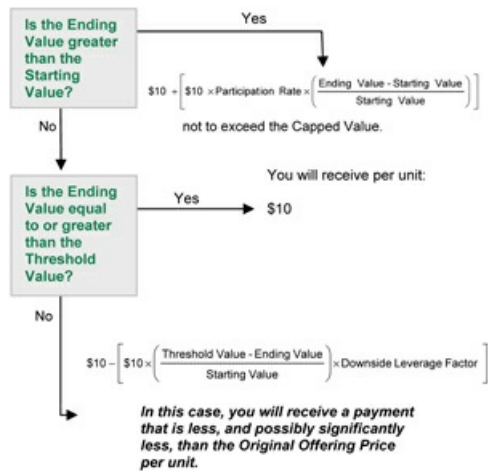 Is the Ending
Value greater
than the
Starting
Value?
Yes
$10 + [ $10 × Participation Rate × ( Ending Value - Starting Value / Starting Value ) ]
not to exceed the Capped Value.
No
Is the Ending
Value equal
to or greater
than the
Threshold
Value?
Yes
You will receive per unit:
$10
No
$10 – [ $10 × ( Threshold Value - Ending Value / Starting Value ) × Downside Leverage Factor ]
In this case, you will receive a payment
that is less, and possibly significantly
less, than the Original Offering Price
per unit.